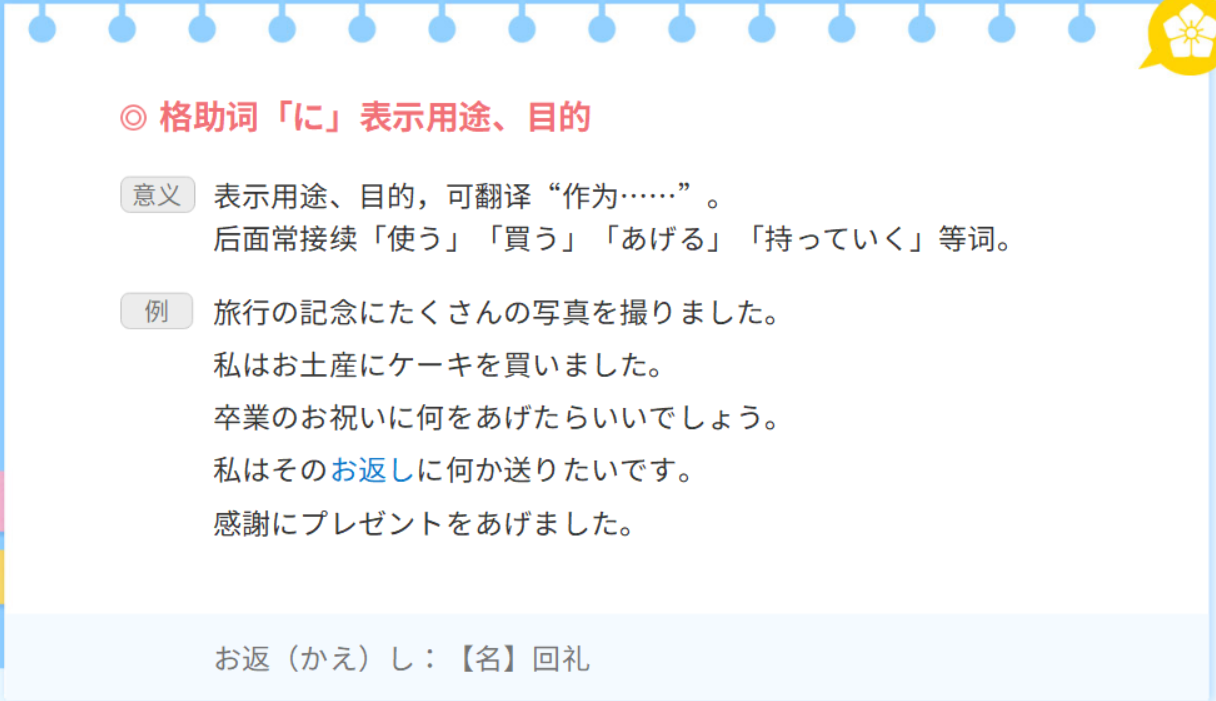 ◎ 格助词「に」表示用途、目的
意义 表示用途、目的，可翻译“作为……”。
后面常接续「使う」「買う」「あげる」「持っていく」等词。
例 旅行の記念にたくさんの写真を撮りました。
私はお土産にケーキを買いました。
卒業のお祝いに何をあげたらいいでしょう。
私はそのお返しに何か送りたいです。
感謝にプレゼントをあげました。
お返（かえ）し：【名】回礼